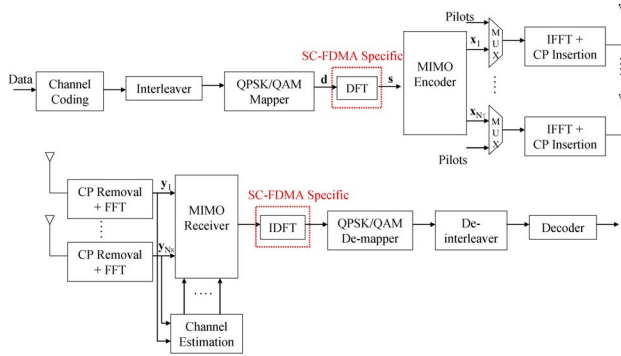 Pilots
SC-FDMA Specific
x1
MUX
IFFT +
CP Insertion
Data
Channel
Coding
Interleaver
QPSK/QAM
Mapper
d
DFT
s
MIMO
Encoder
xNT
MUX
IFFT +
CP Insertion
Pilots
CP Removal
+ FFT
y1
MIMO
Receiver
SC-FDMA Specific
CP Removal
+ FFT
yNR
IDFT
QPSK/QAM
De-mapper
De-
interleaver
Decoder
Channel
Estimation